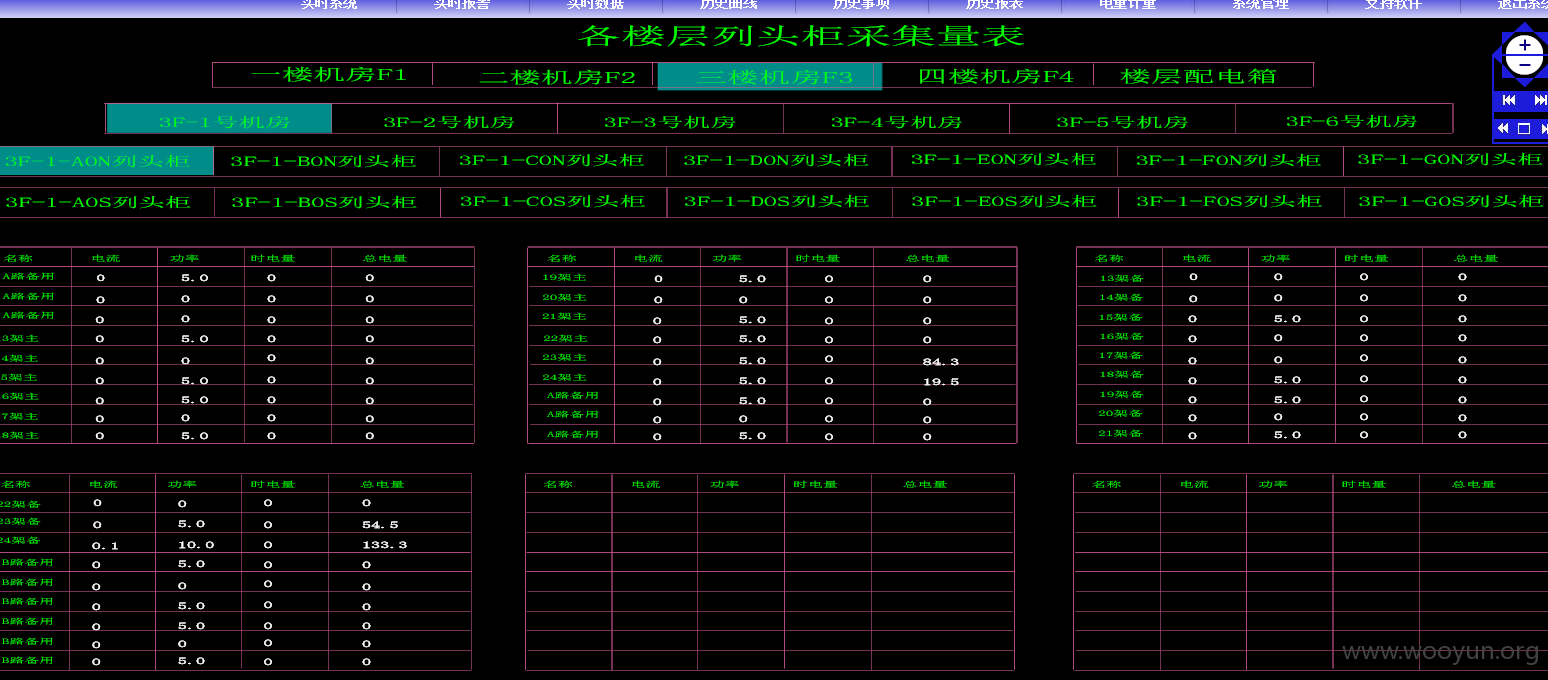 实时系统 实时报警 实时数据 历史曲线 历史事项 历史报表 电量计量 系统管理 支持软件 退出系统
各楼层列头柜采集量表
一楼机房F1 二楼机房F2 三楼机房F3 四楼机房F4 楼层配电箱
3F-1号机房 3F-2号机房 3F-3号机房 3F-4号机房 3F-5号机房 3F-6号机房
3F-1-AON列头柜 3F-1-BON列头柜 3F-1-CON列头柜 3F-1-DON列头柜 3F-1-EON列头柜 3F-1-FON列头柜 3F-1-GON列头柜
3F-1-AOS列头柜 3F-1-BOS列头柜 3F-1-COS列头柜 3F-1-DOS列头柜 3F-1-EOS列头柜 3F-1-FOS列头柜 3F-1-GOS列头柜
名称 电流 功率 时电量 总电量
A路备用 0 5.0 0 0
A路备用 0 0 0 0
A路备用 0 0 0 0
3架主 0 5.0 0 0
4架主 0 0 0 0
5架主 0 5.0 0 0
6架主 0 5.0 0 0
7架主 0 0 0 0
8架主 0 5.0 0 0
名称 电流 功率 时电量 总电量
19架主 0 5.0 0 0
20架主 0 0 0 0
21架主 0 5.0 0 0
22架主 0 5.0 0 0
23架主 0 5.0 0 84.3
24架主 0 5.0 0 19.5
A路备用 0 5.0 0 0
A路备用 0 0 0 0
A路备用 0 5.0 0 0
名称 电流 功率 时电量 总电量
13架备 0 0 0 0
14架备 0 0 0 0
15架备 0 5.0 0 0
16架备 0 0 0 0
17架备 0 0 0 0
18架备 0 5.0 0 0
19架备 0 5.0 0 0
20架备 0 0 0 0
21架备 0 5.0 0 0
名称 电流 功率 时电量 总电量
22架备 0 0 0 0
23架备 0 5.0 0 54.5
24架备 0.1 10.0 0 133.3
B路备用 0 5.0 0 0
B路备用 0 0 0 0
B路备用 0 5.0 0 0
B路备用 0 5.0 0 0
B路备用 0 0 0 0
B路备用 0 5.0 0 0
名称 电流 功率 时电量 总电量
名称 电流 功率 时电量 总电量
www.wooyun.org